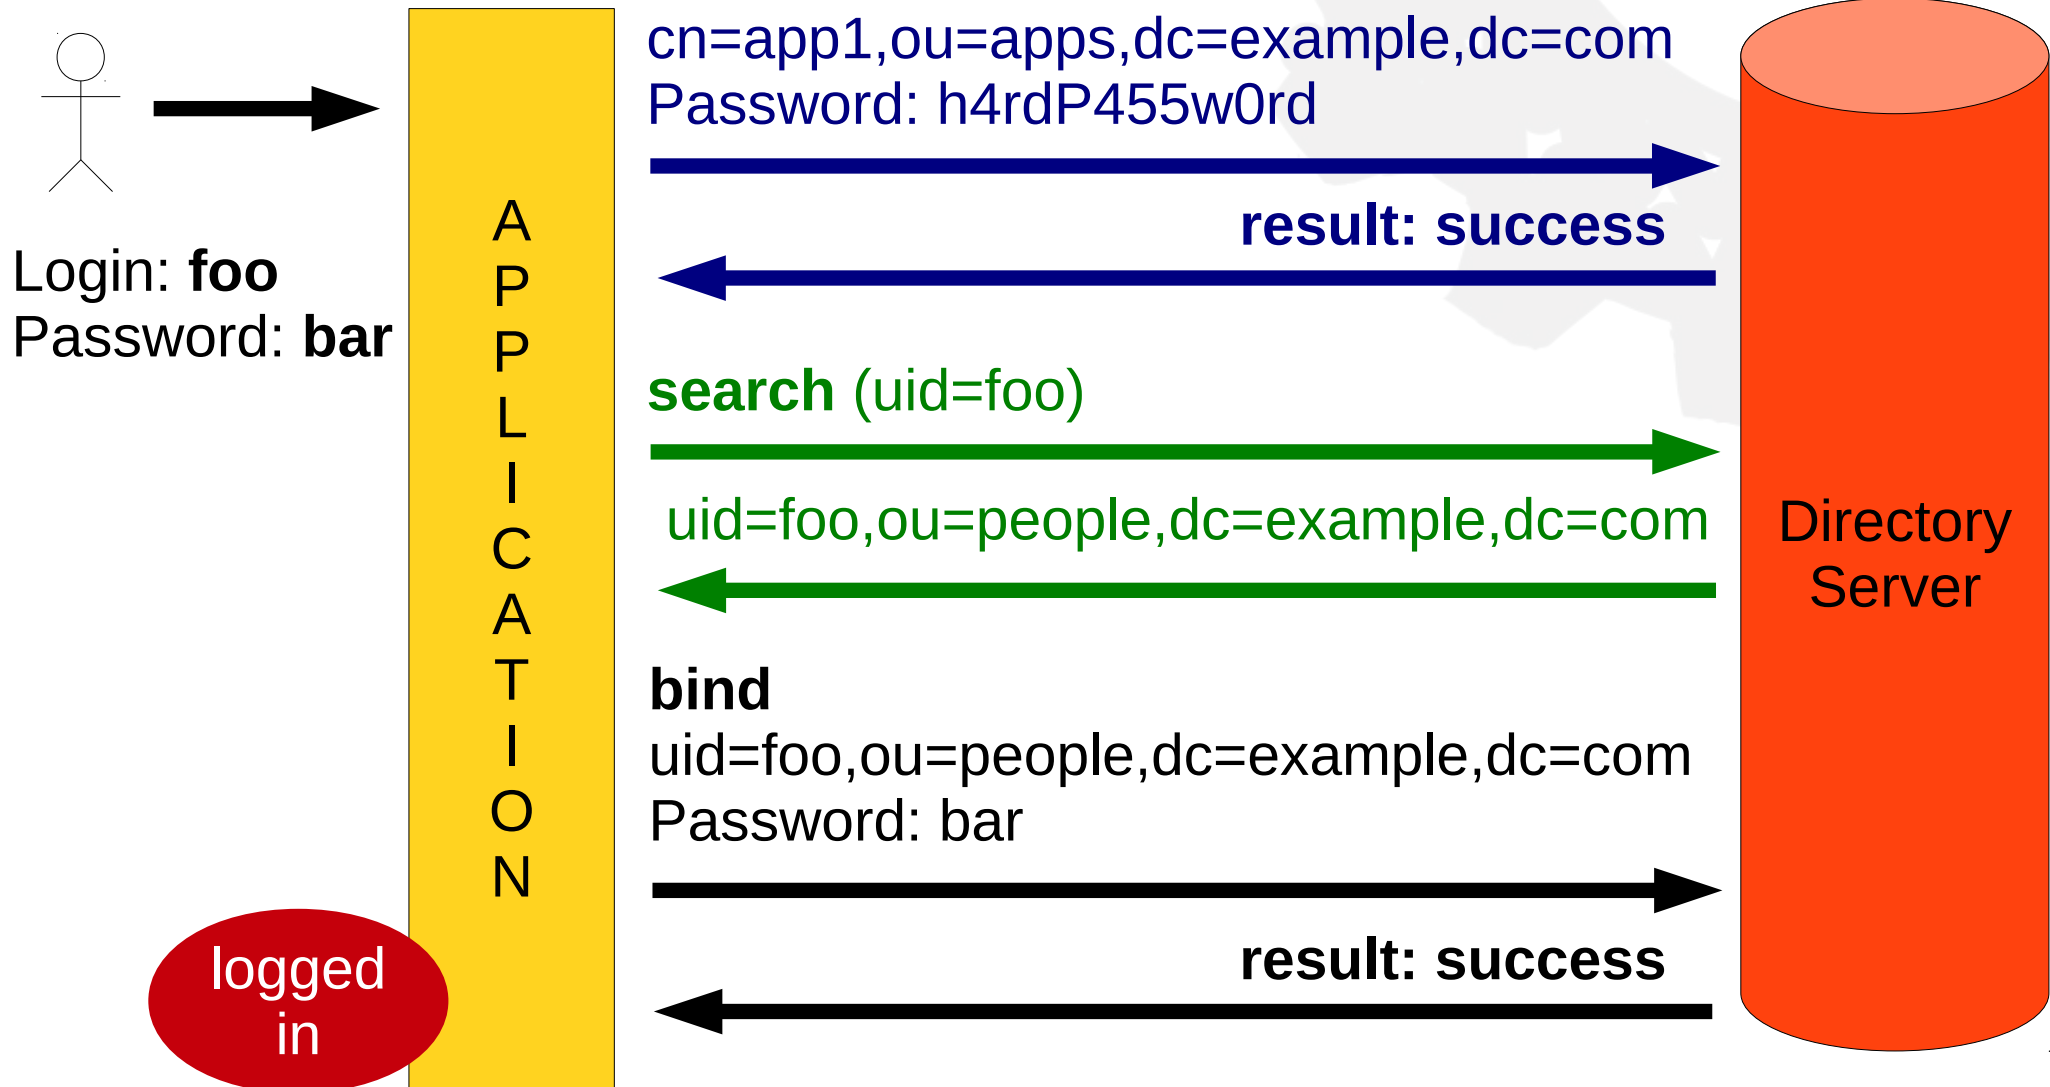 Login: foo
Password: bar
APPLICATION
cn=app1,ou=apps,dc=example,dc=com
Password: h4rdP455w0rd
result: success
search (uid=foo)
uid=foo,ou=people,dc=example,dc=com
bind
uid=foo,ou=people,dc=example,dc=com
Password: bar
result: success
Directory
Server
logged
in